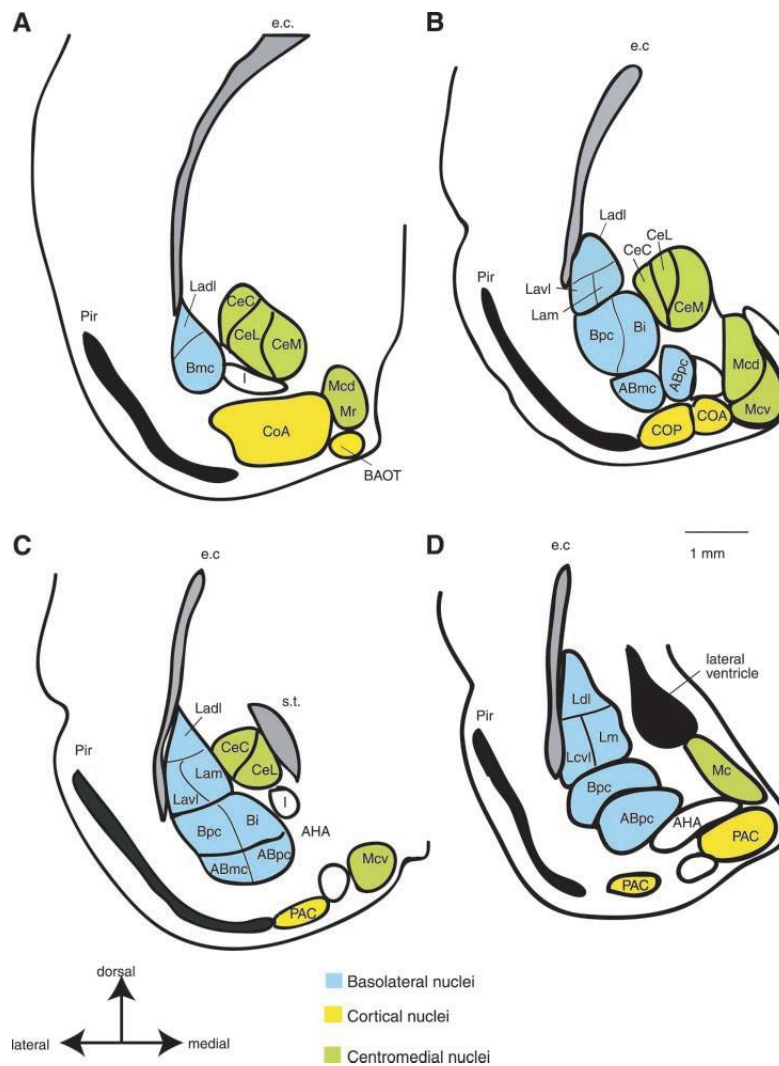 A
e.c.
Ladl
Pir
CeC
CeL
CeM
Bmc
I
Mcd
Mr
CoA
BAOT
B
e.c
Ladl
CeL
CeC
Pir
Lavl
CeM
Lam
Bpc
Bi
Mcd
ABmc
ABpc
Mcv
COP
COA
C
e.c
Ladl
s.t.
Pir
CeC
Lam
CeL
Lavl
I
Bpc
Bi
AHA
ABmc
ABpc
Mcv
PAC
D
1 mm
e.c
lateral
ventricle
Ldl
Pir
Lm
Lcvl
Mc
Bpc
ABpc
AHA
PAC
PAC
dorsal
lateral
medial
Basolateral nuclei
Cortical nuclei
Centromedial nuclei